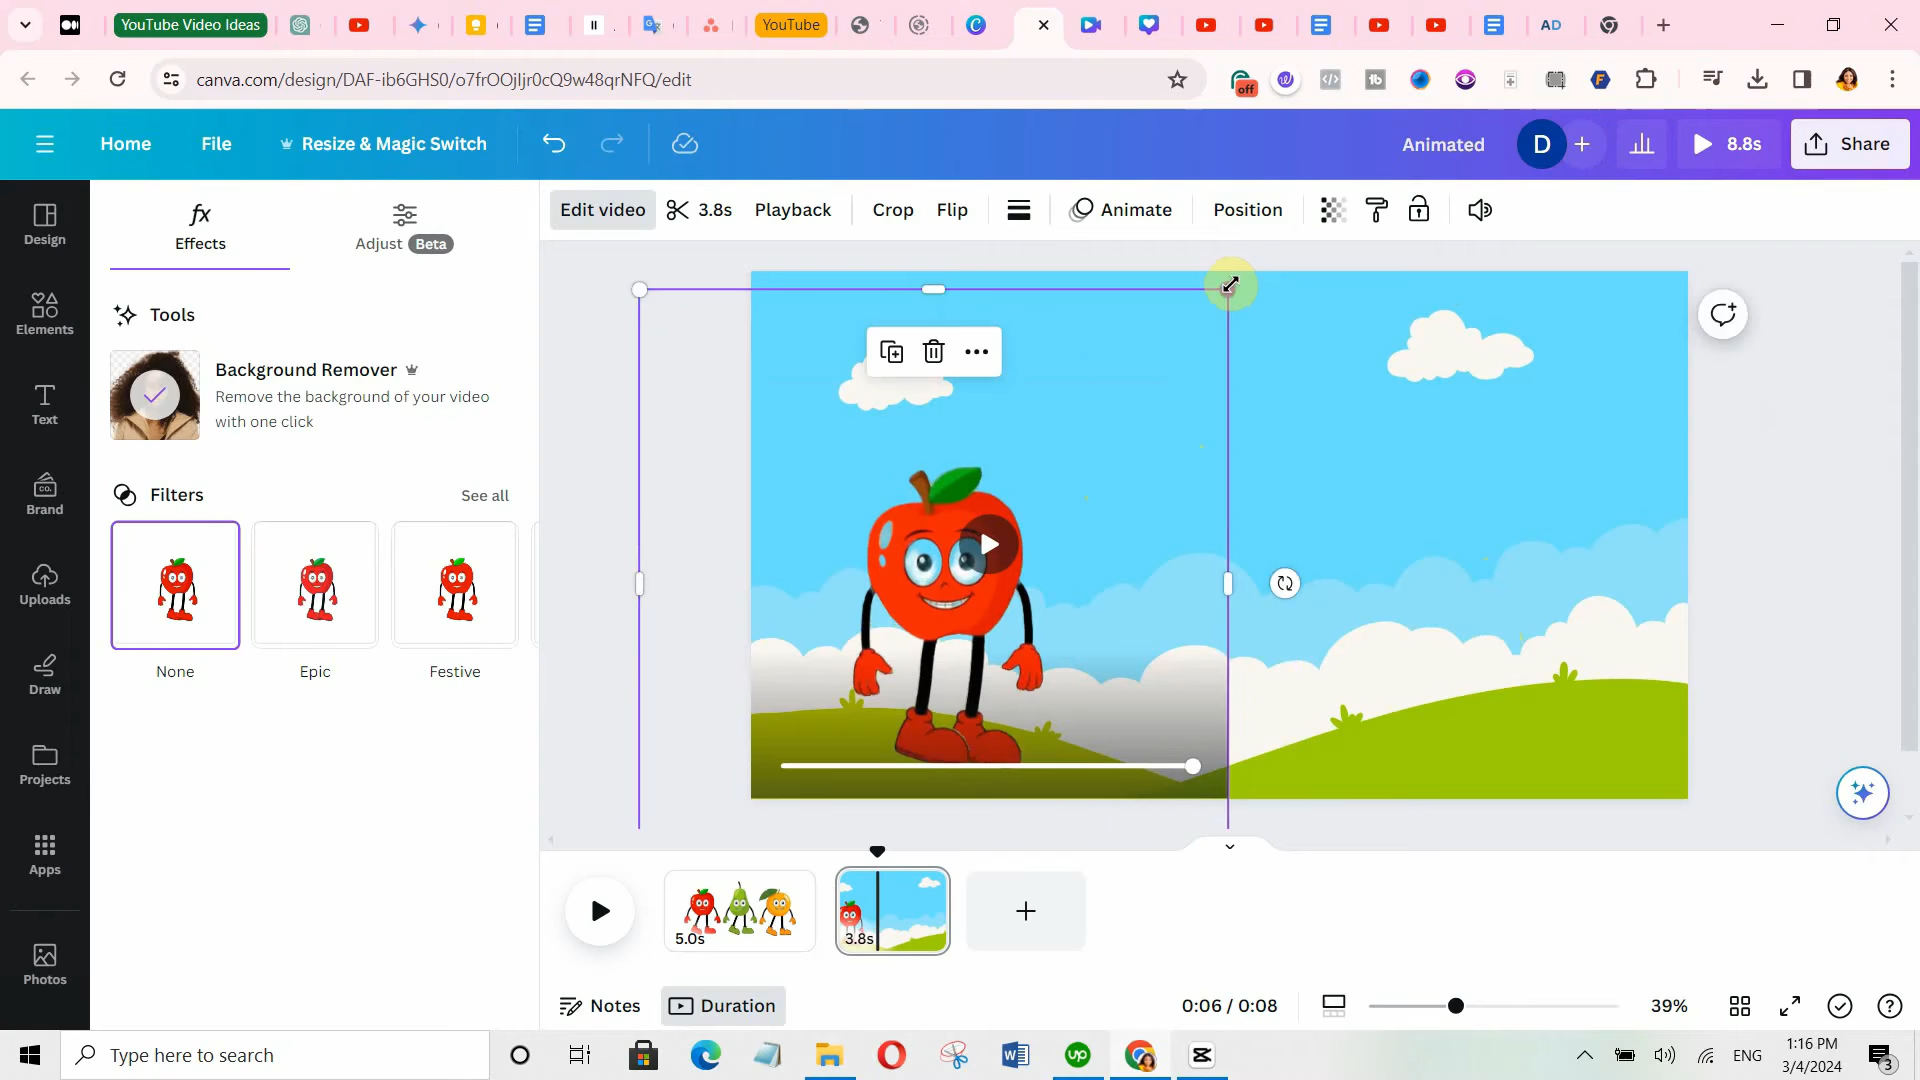 YouTube Video Ideas
YouTube
AD
canva.com/design/DAF-ib6GHS0/o7frOOjljr0cQ9w48qrNFQ/edit
off
Home
File
Resize & Magic Switch
Animated
D
8.8s
Share
Edit video
3.8s
Playback
Crop
Flip
Animate
Position
Design
Elements
Text
Brand
Uploads
Draw
Projects
Apps
Photos
Effects
Adjust Beta
Tools
Background Remover
Remove the background of your video
with one click
Filters
See all
None
Epic
Festive
5.0s
3.8s
Notes
Duration
0:06 / 0:08
39%
Type here to search
ENG
1:16 PM
3/4/2024
3